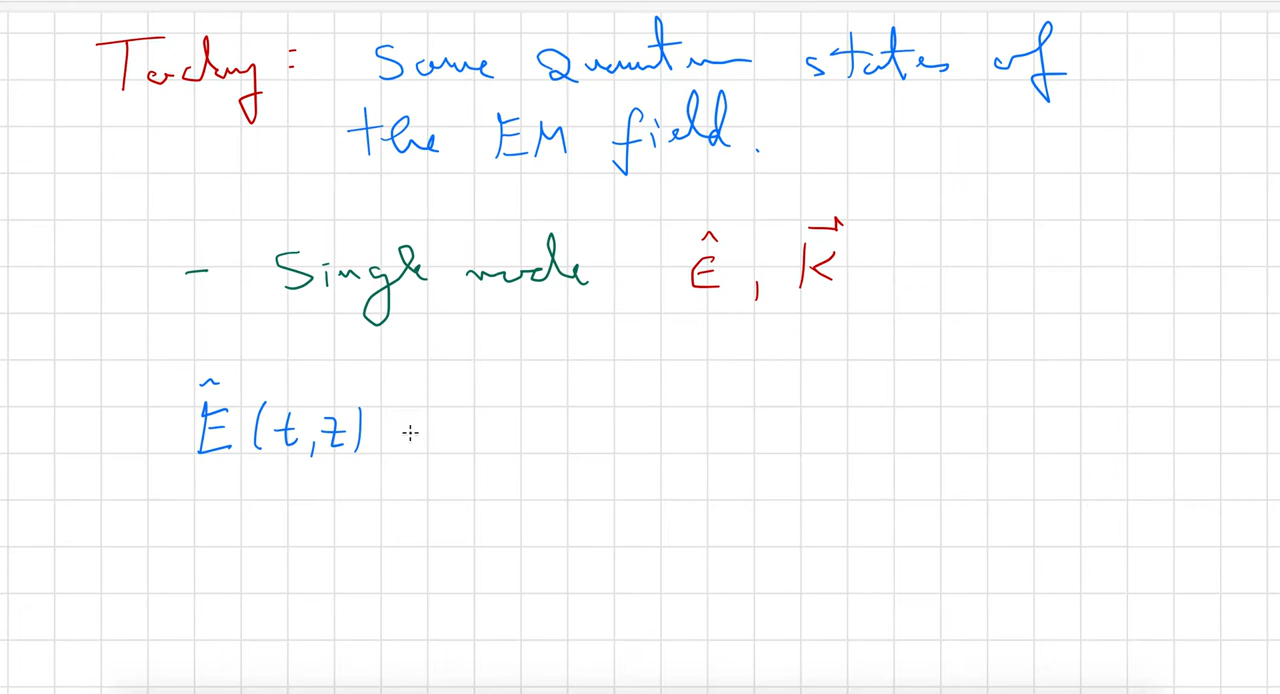 Today: Some Quantum states of
the EM field.
- Single mode ε̂, k⃗
Ê (t,z)